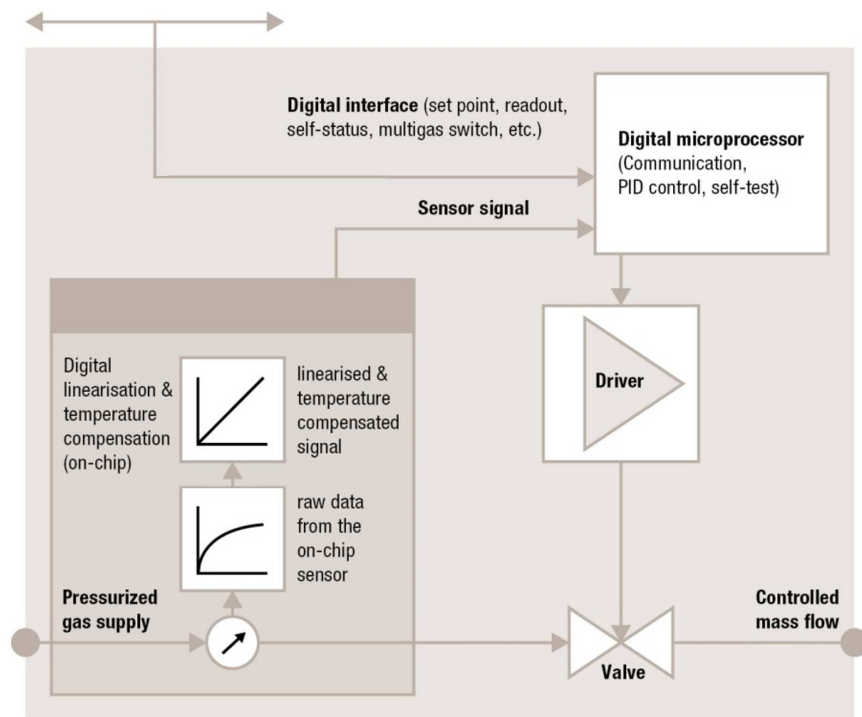 Digital interface (set point, readout,
self-status, multigas switch, etc.)
Digital microprocessor
(Communication,
PID control, self-test)
Sensor signal
Digital
linearisation &
temperature
compensation
(on-chip)
linearised &
temperature
compensated
signal
Driver
raw data
from the
on-chip
sensor
Pressurized
gas supply
Controlled
mass flow
Valve